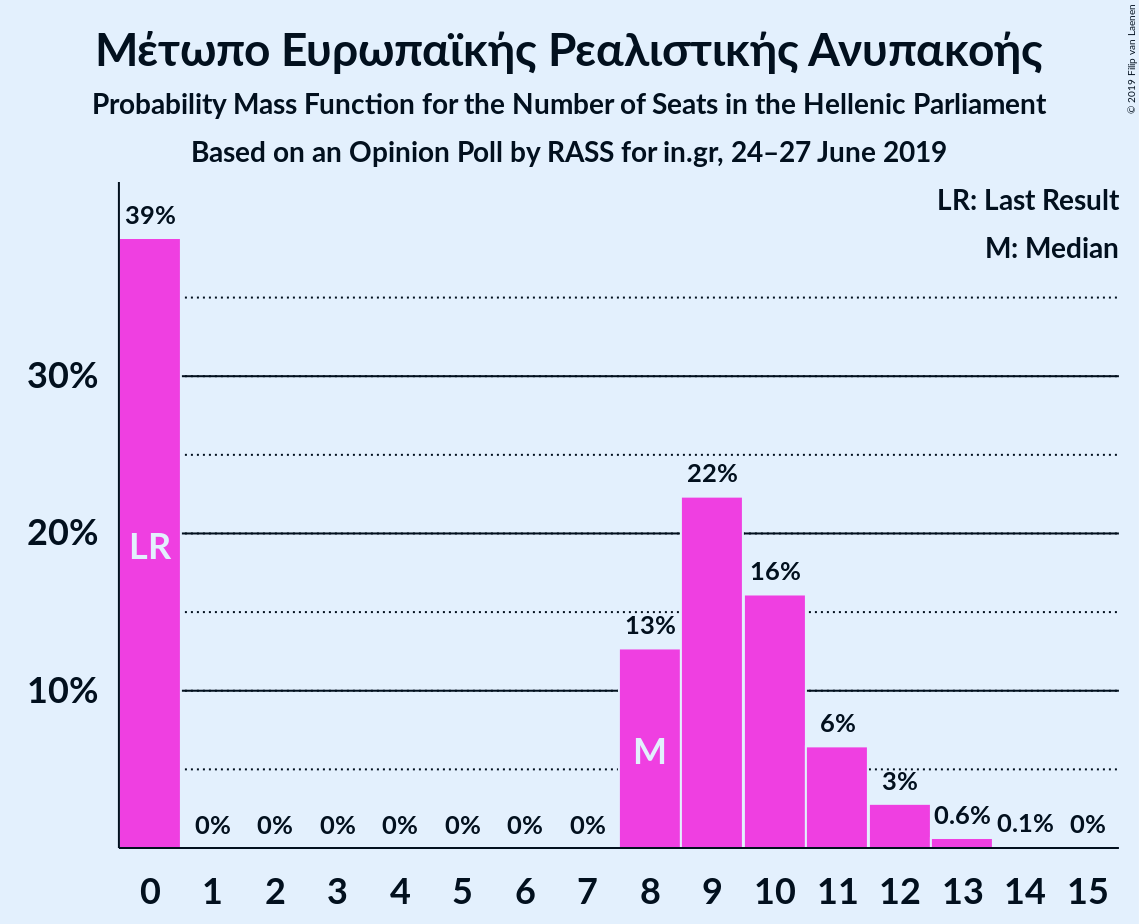 Μέτωπο Ευρωπαϊκής Ρεαλιστικής Ανυπακοής
Probability Mass Function for the Number of Seats in the Hellenic Parliament
Based on an Opinion Poll by RASS for in.gr, 24–27 June 2019
© 2019 Filip van Laenen
LR: Last Result
M: Median
39%
30%
22%
20%
LR
16%
13%
10%
6%
M
3%
0% 0% 0% 0% 0% 0% 0% 0.6% 0.1% 0%
0 1 2 3 4 5 6 7 8 9 10 11 12 13 14 15